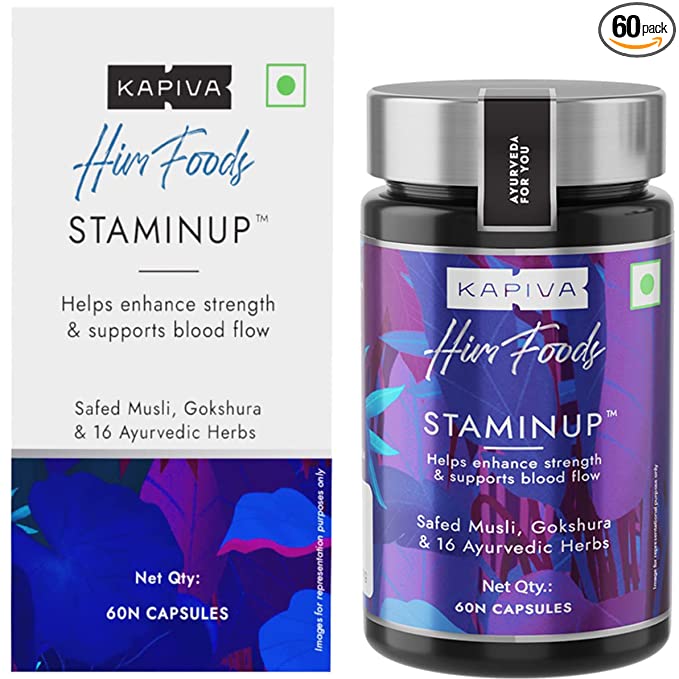 60 pack
KAPIVA
Him Foods
STAMINUP™
Helps enhance strength
& supports blood flow
Safed Musli, Gokshura
& 16 Ayurvedic Herbs
Net Qty:
60N CAPSULES
Images for representation purposes only
AYURVEDA
FOR YOU
KAPIVA
Him Foods
STAMINUP™
Helps enhance strength
& supports blood flow
Safed Musli, Gokshura
& 16 Ayurvedic Herbs
Net Qty.:
60N CAPSULES
Image for representational purpose only